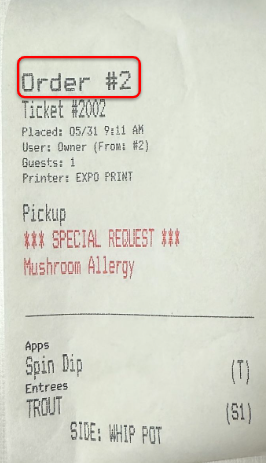 Order #2
Ticket #2002
Placed: 05/31 9:11 AM
User: Owner (From: #2)
Guests: 1
Printer: EXPO PRINT
Pickup
*** SPECIAL REQUEST ***
Mushroom Allergy
Apps
Spin Dip (T)
Entrees
TROUT (S1)
SIDE: WHIP POT